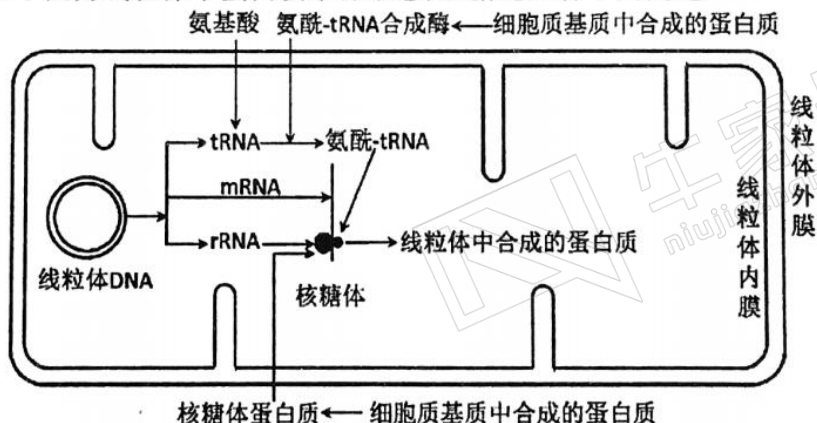 氨基酸 氨酰-tRNA合成酶 细胞质基质中合成的蛋白质
tRNA 氨酰-tRNA
mRNA
rRNA 线粒体中合成的蛋白质
线粒体DNA
核糖体
线粒体内膜
线粒体外膜
核糖体蛋白质 细胞质基质中合成的蛋白质